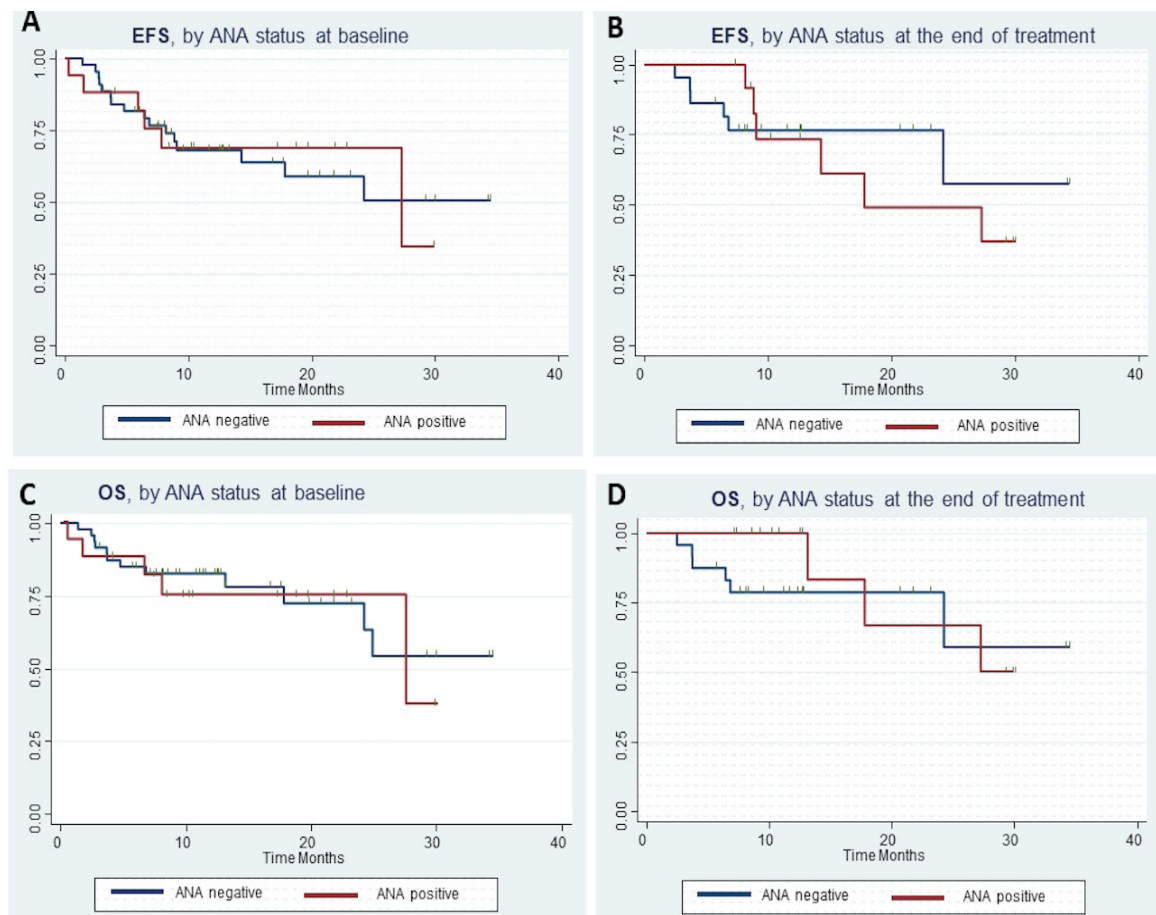 A
EFS, by ANA status at baseline
1.00
0.75
0.50
0.25
0.00
0 10 20 30 40
Time Months
ANA negative ANA positive
B
EFS, by ANA status at the end of treatment
1.00
0.75
0.50
0.25
0.00
0 10 20 30 40
Time Months
ANA negative ANA positive
C
OS, by ANA status at baseline
1.00
0.75
0.50
0.25
0.00
0 10 20 30 40
Time Months
ANA negative ANA positive
D
OS, by ANA status at the end of treatment
1.00
0.75
0.50
0.25
0.00
0 10 20 30 40
Time Months
ANA negative ANA positive